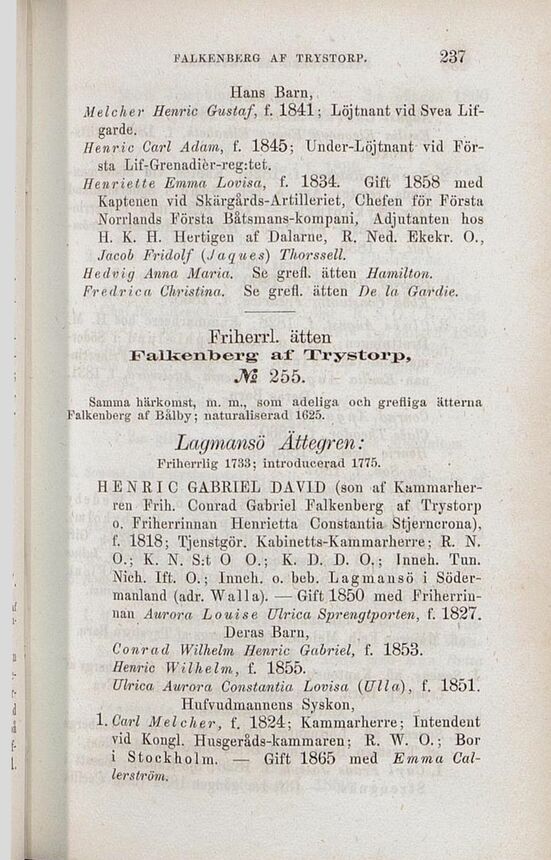 FALKENBERG AF TRYSTORP. 237
Hans Barn,
Melcher Henric Gustaf, f. 1841; Löjtnant vid Svea Lif-
garde.
Henric Carl Adam, f. 1845; Under-Löjtnant vid För-
sta Lif-Grenadiër-reg:tet.
Henriette Emma Lovisa, f. 1834. Gift 1858 med
Kaptenen vid Skärgårds-Artilleriet, Chefen för Första
Norrlands Första Båtsmans-kompani, Adjutanten hos
H. K. H. Hertigen af Dalarne, R. Ned. Ekekr. O.,
Jacob Fridolf (Jaques) Thorssell.
Hedvig Anna Maria. Se grefl. ätten Hamilton.
Fredrica Christina. Se grefl. ätten De la Gardie.
Friherrl. ätten
Falkenberg af Trystorp,
№ 255.
Samma härkomst, m. m., som adeliga och grefliga ätterna
Falkenberg af Bålby; naturaliserad 1625.
Lagmansö Ättegren:
Friherrlig 1733; introducerad 1775.
HENRIC GABRIEL DAVID (son af Kammarher-
ren Frih. Conrad Gabriel Falkenberg af Trystorp
o. Friherrinnan Henrietta Constantia Stjerncrona),
f. 1818; Tjenstgör. Kabinetts-Kammarherre; R. N.
O.; K. N. S:t O O.; K. D. D. O.; Inneh. Tun.
Nich. Ift. O.; Inneh. o. beb. Lagmansö i Söder-
manland (adr. Walla). — Gift 1850 med Friherrin-
nan Aurora Louise Ulrica Sprengtporten, f. 1827.
Deras Barn,
Conrad Wilhelm Henric Gabriel, f. 1853.
Henric Wilhelm, f. 1855.
Ulrica Aurora Constantia Lovisa (Ulla), f. 1851.
Hufvudmannens Syskon,
1. Carl Melcher, f. 1824; Kammarherre; Intendent
vid Kongl. Husgeråds-kammaren; R. W. O.; Bor
i Stockholm. — Gift 1865 med Emma Cal-
lerström.